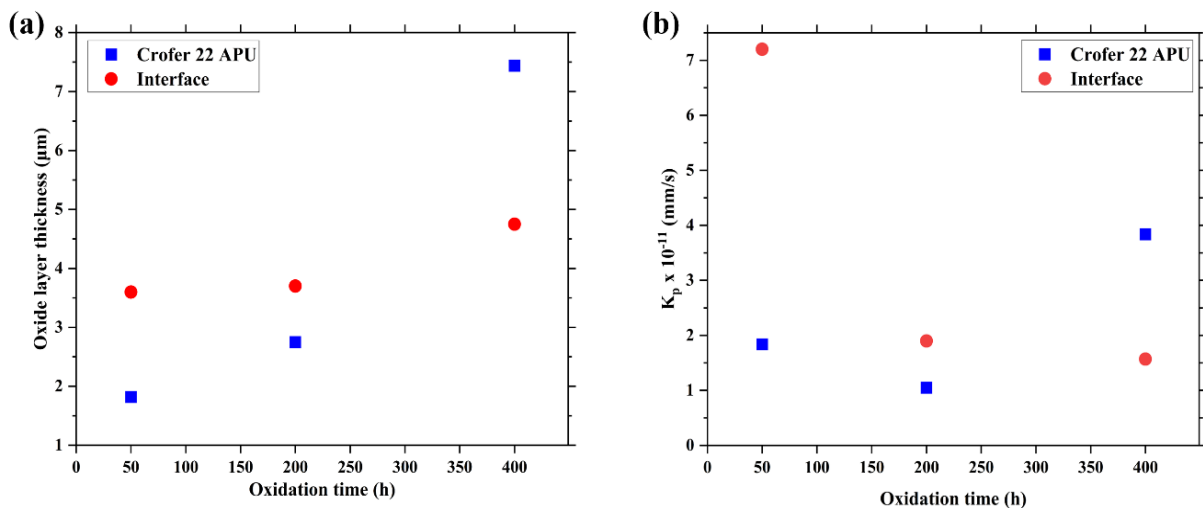 (a)
Oxide layer thickness (μm)
8
7
6
5
4
3
2
1
Crofer 22 APU
Interface
0 50 100 150 200 250 300 350 400
Oxidation time (h)
(b)
Kₚ x 10⁻¹¹ (mm/s)
7
6
5
4
3
2
1
0
Crofer 22 APU
Interface
0 50 100 150 200 250 300 350 400
Oxidation time (h)